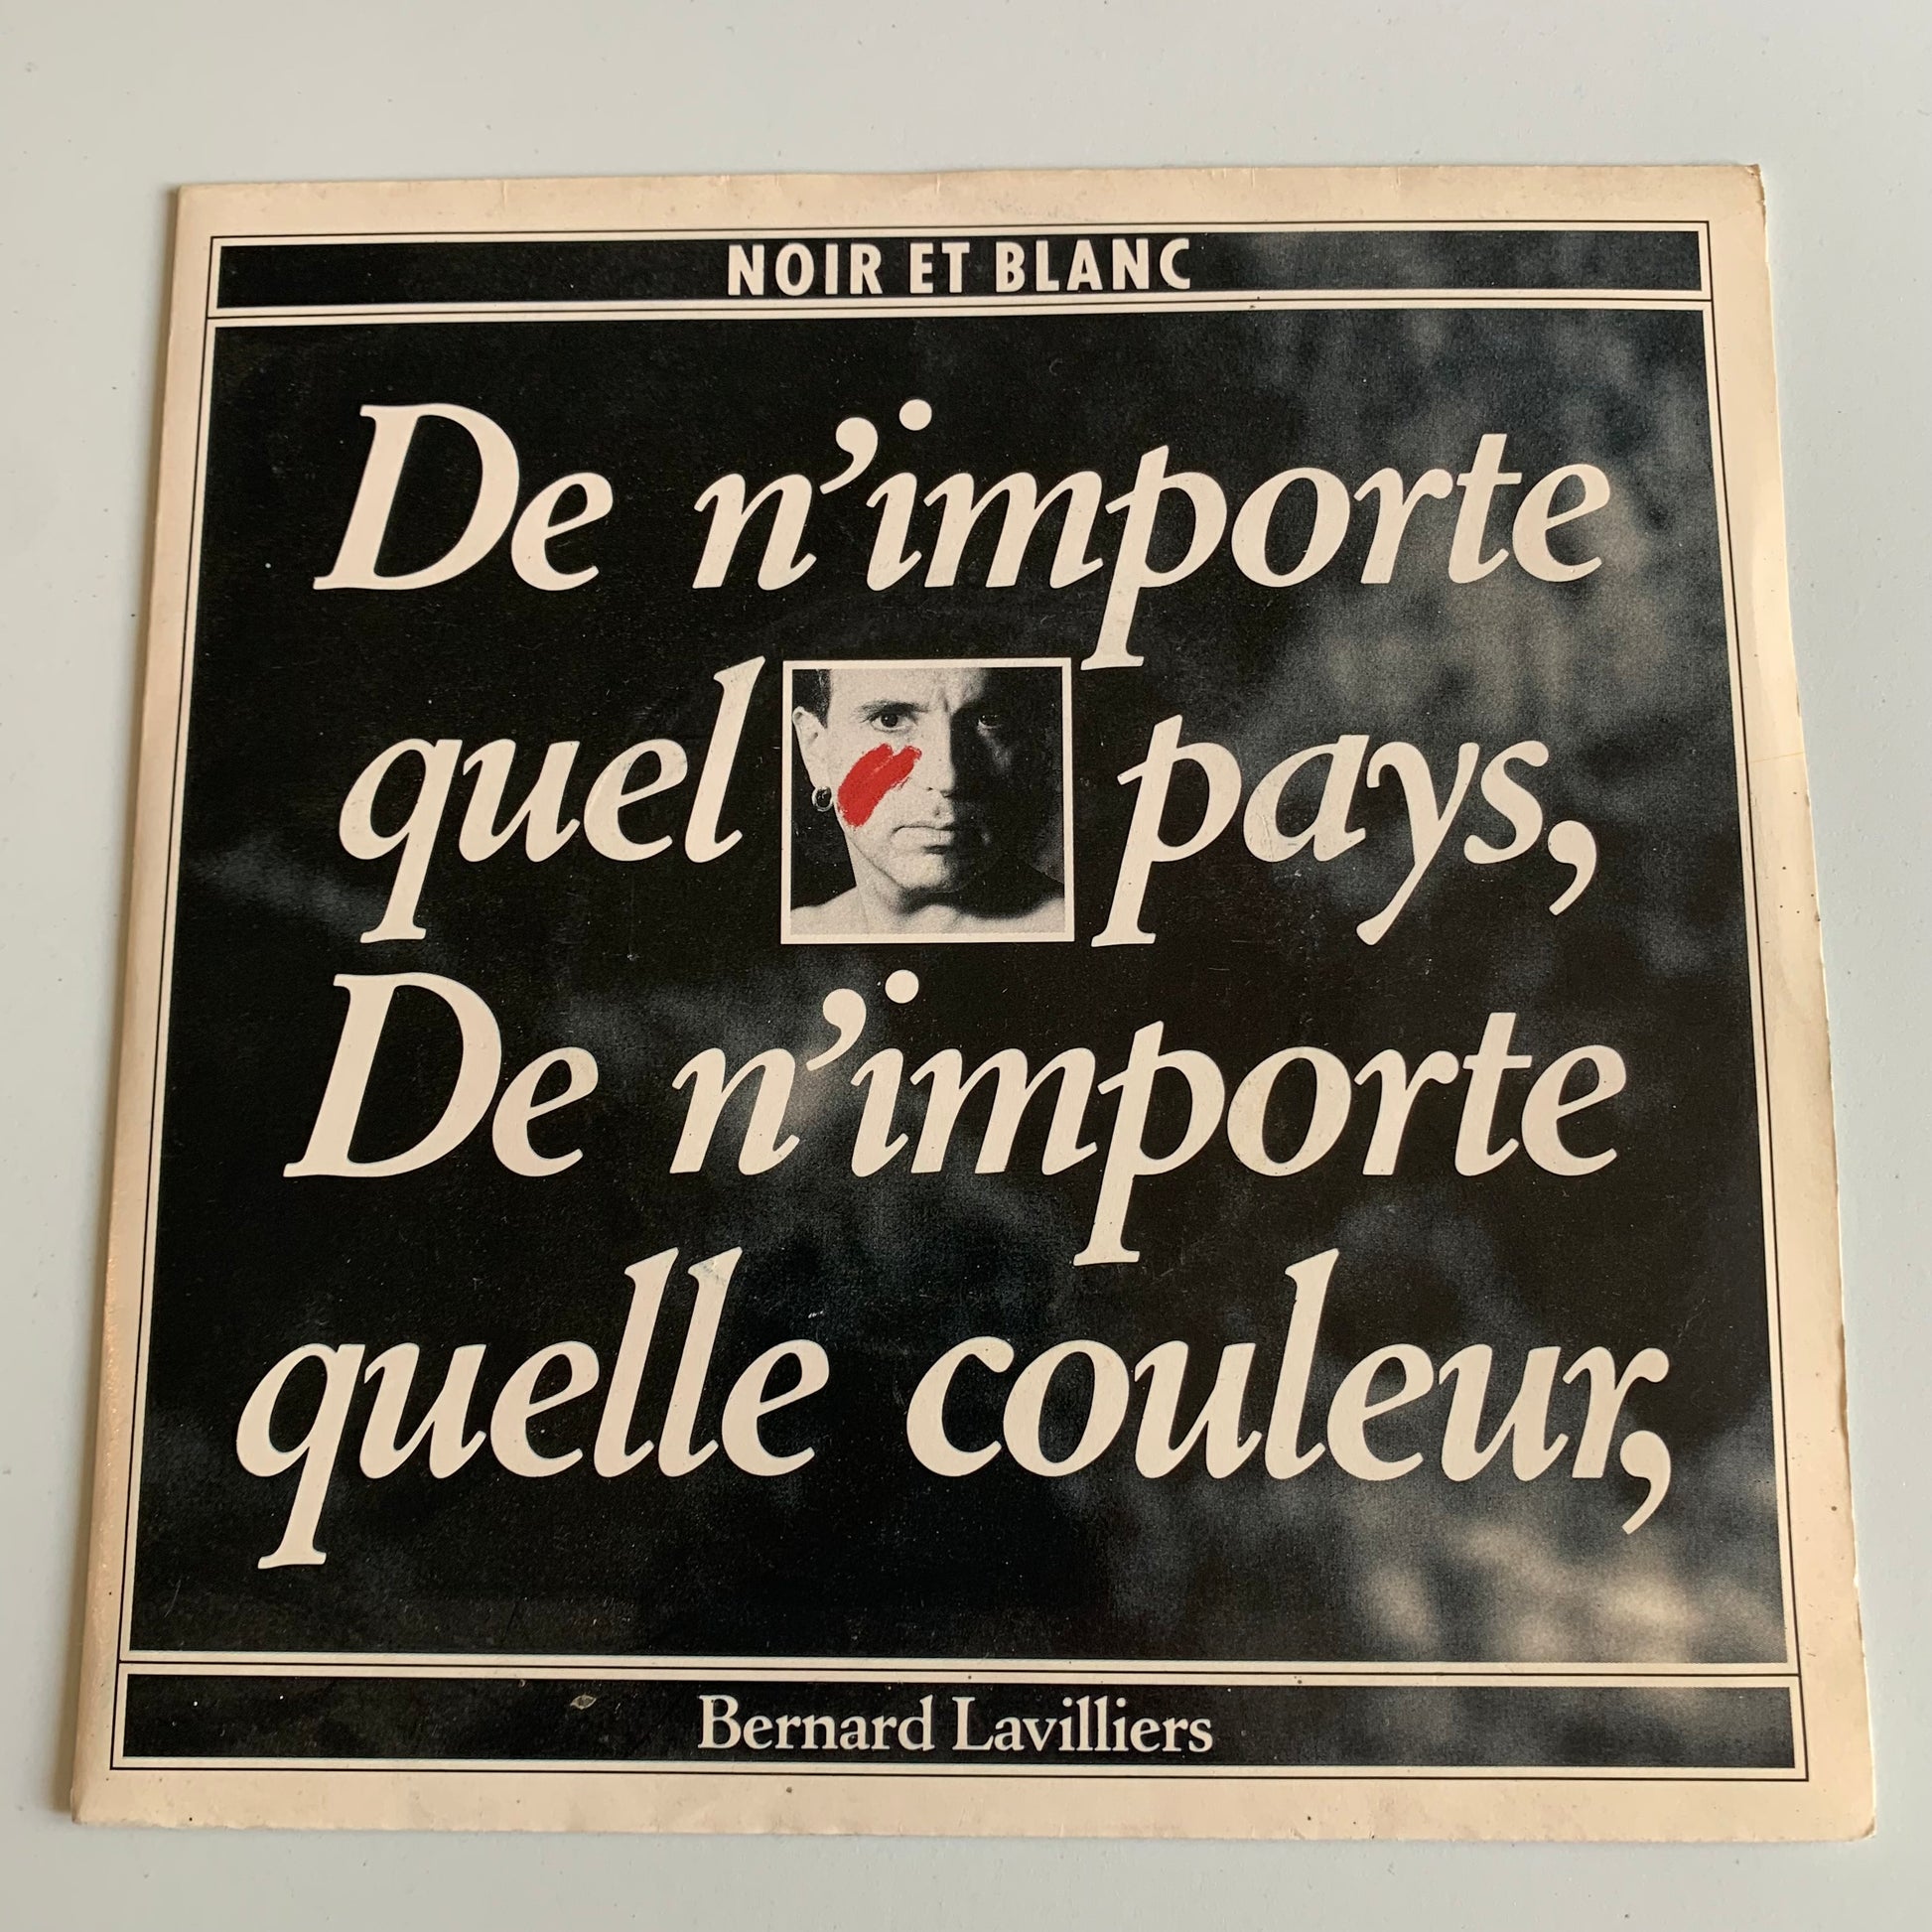 NOIR ET BLANC
De n’importe
quel pays,
De n’importe
quelle couleur,
Bernard Lavilliers